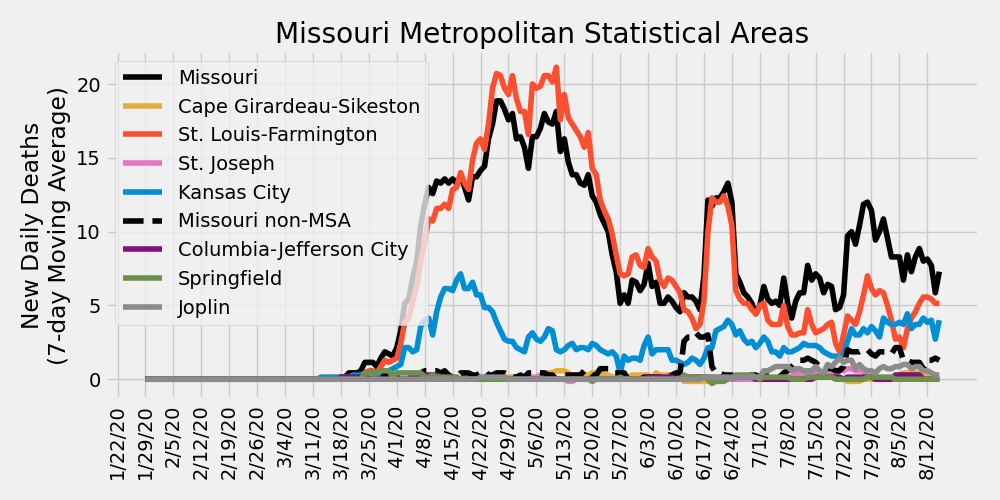 Missouri Metropolitan Statistical Areas
New Daily Deaths
(7-day Moving Average)
20
15
10
5
0
Missouri
Cape Girardeau-Sikeston
St. Louis-Farmington
St. Joseph
Kansas City
Missouri non-MSA
Columbia-Jefferson City
Springfield
Joplin
1/22/20
1/29/20
2/5/20
2/12/20
2/19/20
2/26/20
3/4/20
3/11/20
3/18/20
3/25/20
4/1/20
4/8/20
4/15/20
4/22/20
4/29/20
5/6/20
5/13/20
5/20/20
5/27/20
6/3/20
6/10/20
6/17/20
6/24/20
7/1/20
7/8/20
7/15/20
7/22/20
7/29/20
8/5/20
8/12/20